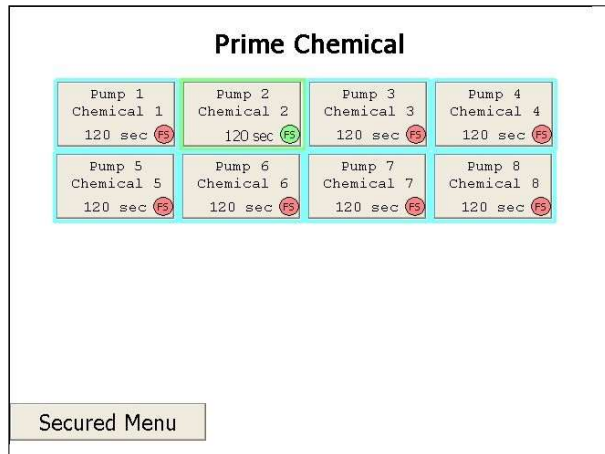 Prime Chemical
Pump 1
Chemical 1
120 sec FS
Pump 2
Chemical 2
120 sec FS
Pump 3
Chemical 3
120 sec FS
Pump 4
Chemical 4
120 sec FS
Pump 5
Chemical 5
120 sec FS
Pump 6
Chemical 6
120 sec FS
Pump 7
Chemical 7
120 sec FS
Pump 8
Chemical 8
120 sec FS
Secured Menu